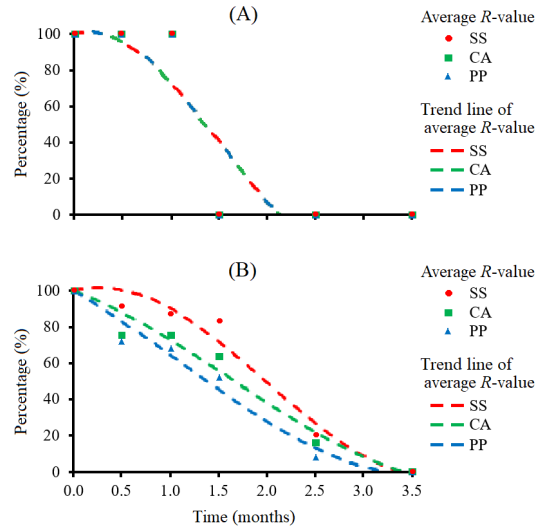 (A)
Average R-value
SS
CA
PP
Trend line of
average R-value
SS
CA
PP
Percentage (%)
100
80
60
40
20
0
(B)
Average R-value
SS
CA
PP
Trend line of
average R-value
SS
CA
PP
Percentage (%)
100
80
60
40
20
0
0.0 0.5 1.0 1.5 2.0 2.5 3.0 3.5
Time (months)